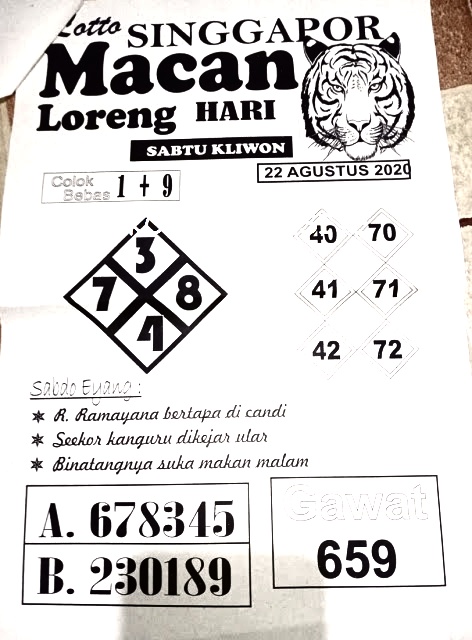 Lotto SINGGAPOR
Macan
Loreng HARI
SABTU KLIWON
22 AGUSTUS 2020
Colok
Bebas 1 + 9
3
7 8
4
40 70
41 71
42 72
Sabdo Eyang :
* R. Ramayana bertapa di candi
* Seekor kanguru dikejar ular
* Binatangnya suka makan malam
A. 678345
B. 230189
Gawat
659